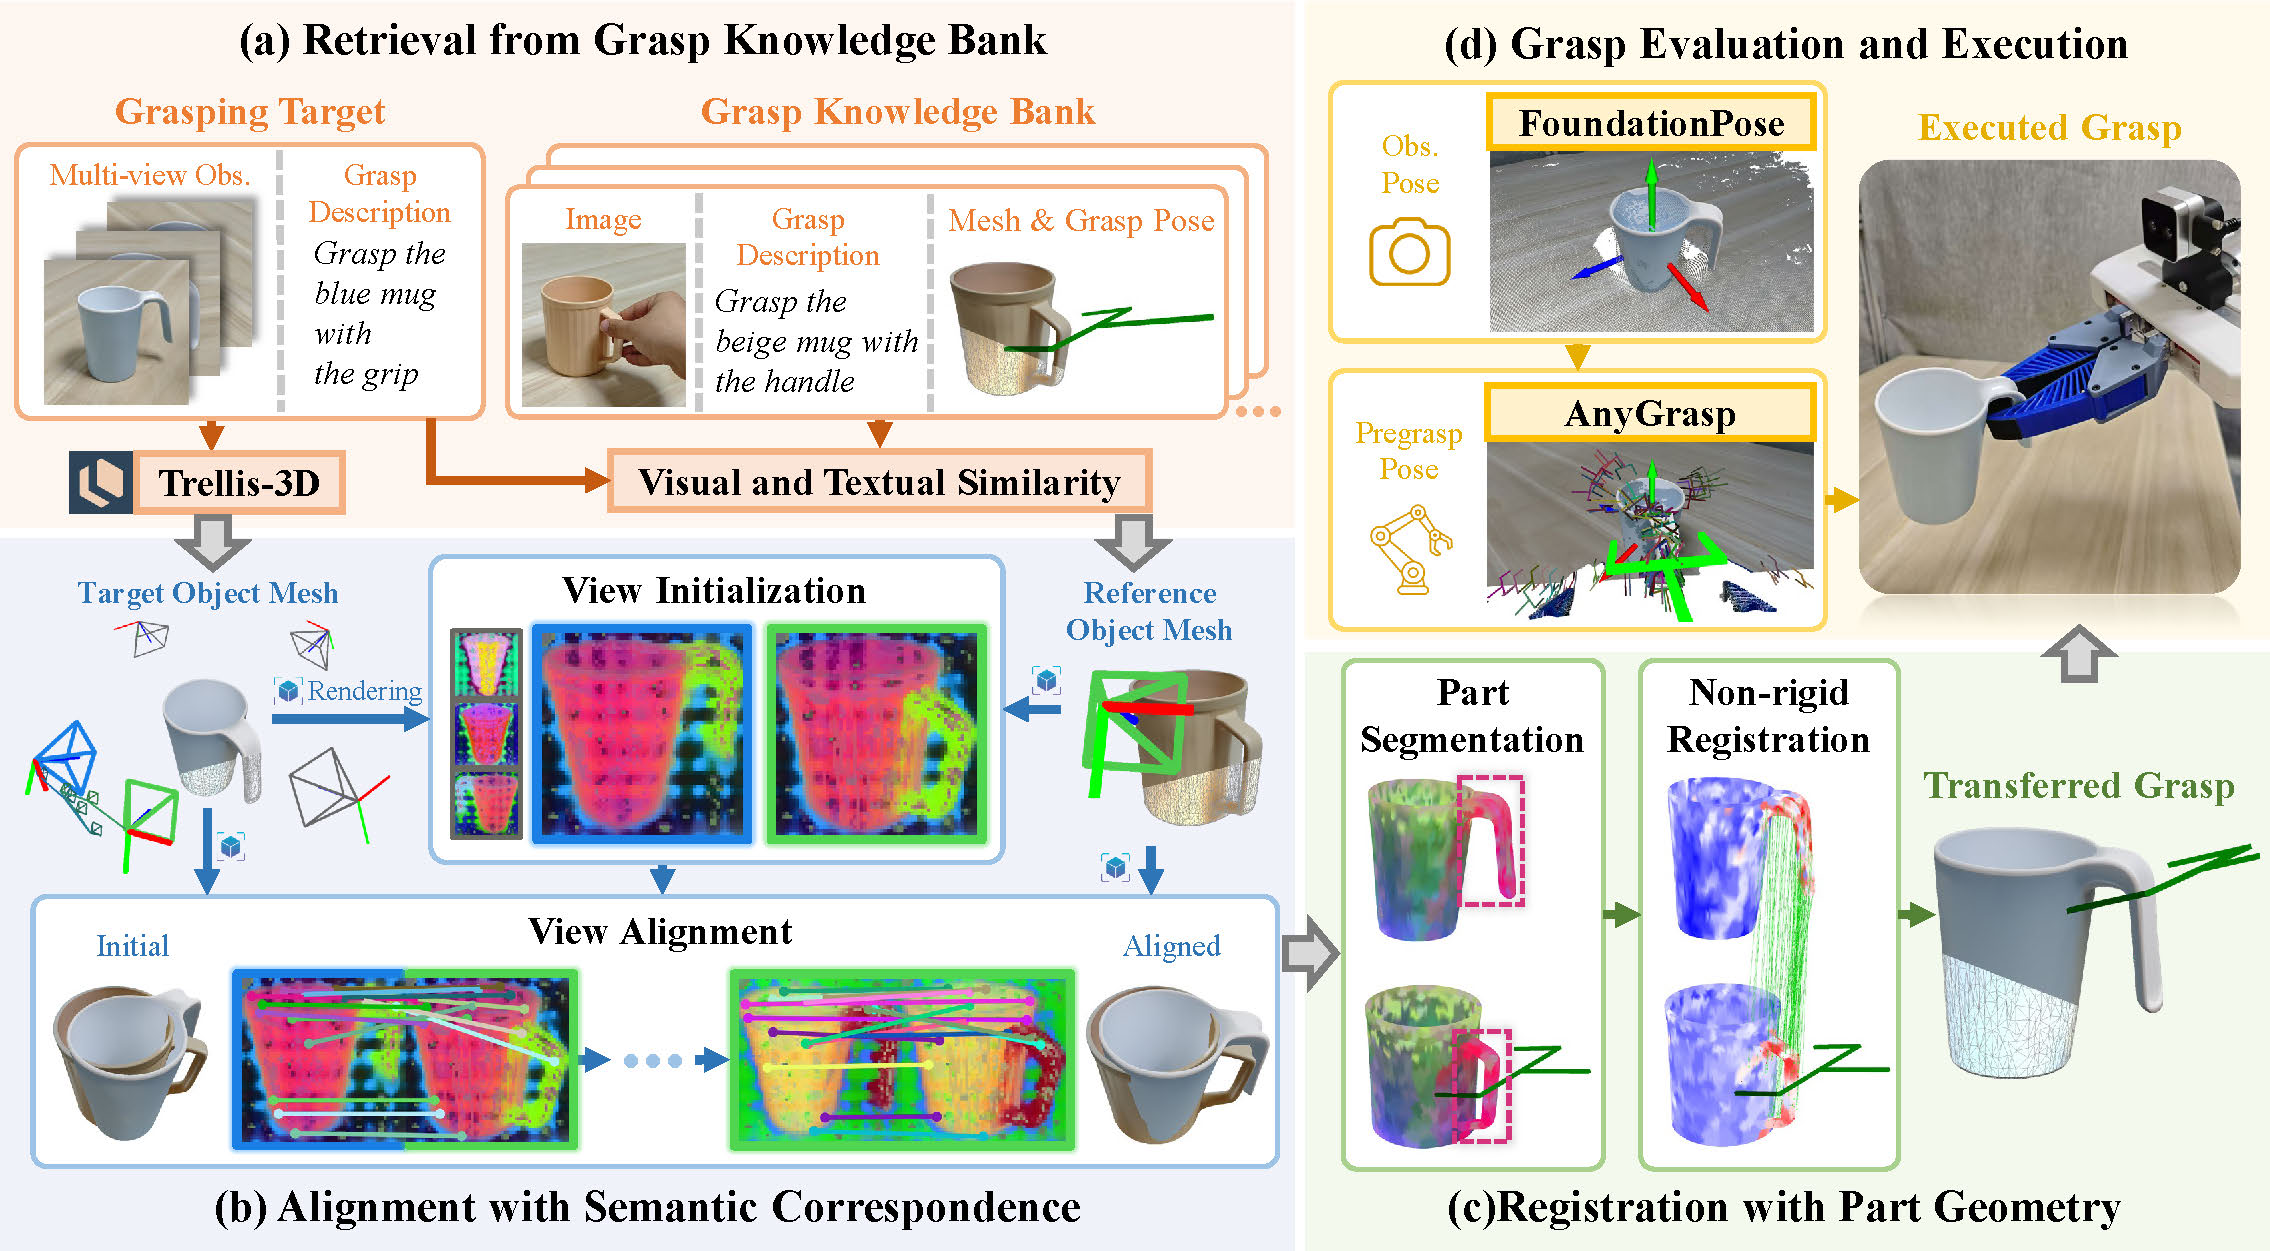 (a) Retrieval from Grasp Knowledge Bank
Grasping Target
Multi-view Obs.
Grasp
Description
Grasp the
blue mug
with
the grip
Grasp Knowledge Bank
Image
Grasp
Description
Grasp the
beige mug with
the handle
Mesh & Grasp Pose
Trellis-3D
Visual and Textual Similarity
Target Object Mesh
Rendering
View Initialization
Reference
Object Mesh
View Alignment
Initial
Aligned
(b) Alignment with Semantic Correspondence
Part
Segmentation
Non-rigid
Registration
Transferred Grasp
(c)Registration with Part Geometry
(d) Grasp Evaluation and Execution
Obs.
Pose
FoundationPose
Pregrasp
Pose
AnyGrasp
Executed Grasp